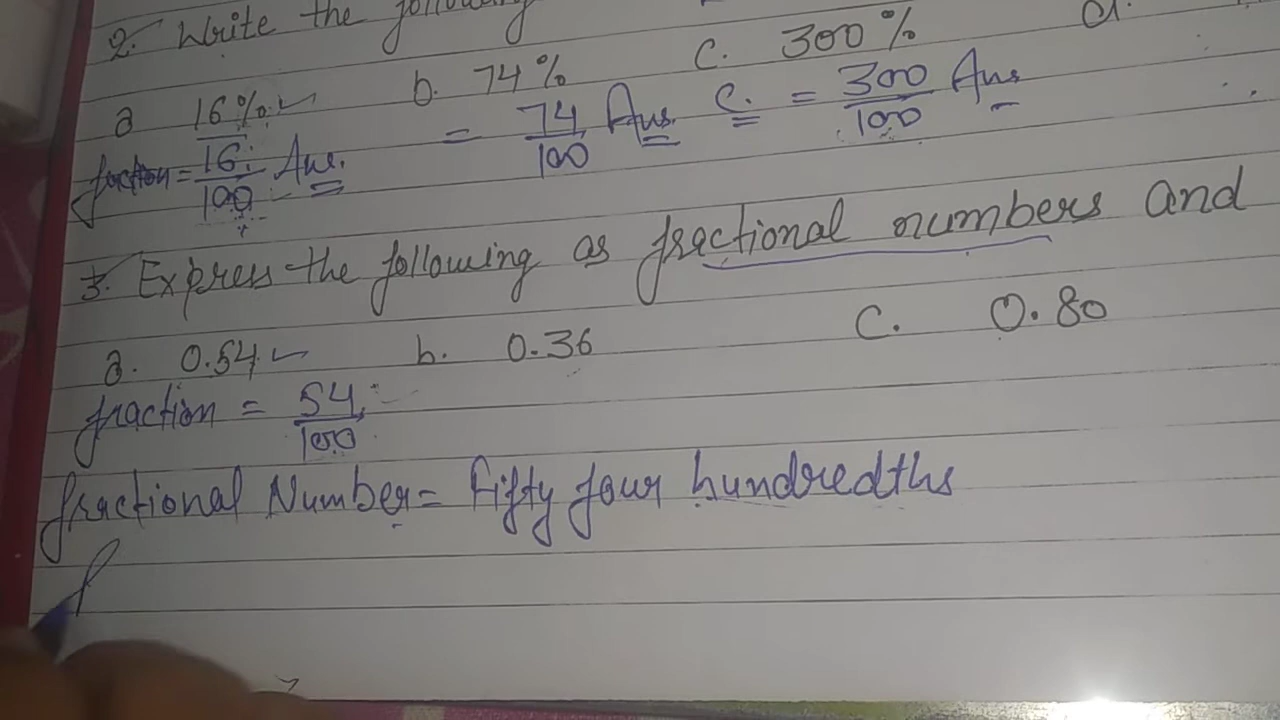 2. Write the following
a 16% b. 74% c. 300% d.
fraction = 16/100 Ans. = 74/100 Ans. c. = 300/100 Ans
3. Express the following as fractional numbers and
a. 0.54 b. 0.36 c. 0.80
fraction = 54/100
fractional Number = Fifty four hundredths
f